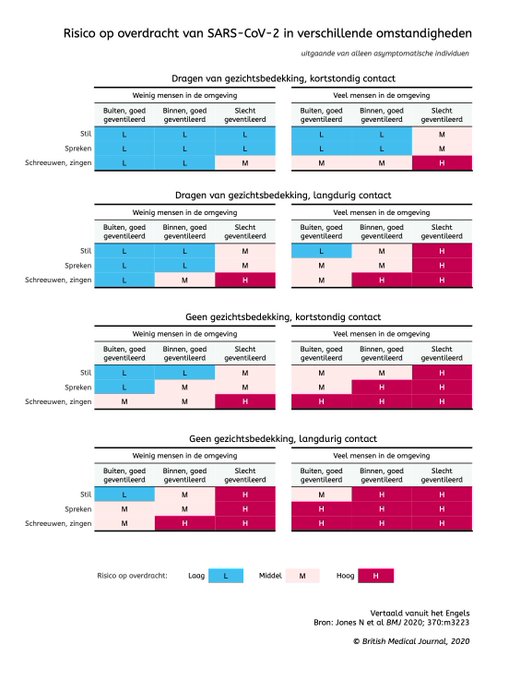 Risico op overdracht van SARS-CoV-2 in verschillende omstandigheden
uitgaande van alleen asymptomatische individuen
Dragen van gezichtsbedekking, kortstondig contact
Weinig mensen in de omgeving Veel mensen in de omgeving
Buiten, goed Binnen, goed Slecht Buiten, goed Binnen, goed Slecht
geventileerd geventileerd geventileerd geventileerd geventileerd geventileerd
Stil L L L L L M
Spreken L L L L L M
Schreeuwen, zingen L L M M M H
Dragen van gezichtsbedekking, langdurig contact
Weinig mensen in de omgeving Veel mensen in de omgeving
Buiten, goed Binnen, goed Slecht Buiten, goed Binnen, goed Slecht
geventileerd geventileerd geventileerd geventileerd geventileerd geventileerd
Stil L L M L M H
Spreken L L M M M H
Schreeuwen, zingen L M H M H H
Geen gezichtsbedekking, kortstondig contact
Weinig mensen in de omgeving Veel mensen in de omgeving
Buiten, goed Binnen, goed Slecht Buiten, goed Binnen, goed Slecht
geventileerd geventileerd geventileerd geventileerd geventileerd geventileerd
Stil L L M M M H
Spreken L M M M H H
Schreeuwen, zingen M M H H H H
Geen gezichtsbedekking, langdurig contact
Weinig mensen in de omgeving Veel mensen in de omgeving
Buiten, goed Binnen, goed Slecht Buiten, goed Binnen, goed Slecht
geventileerd geventileerd geventileerd geventileerd geventileerd geventileerd
Stil L M H M H H
Spreken M M H H H H
Schreeuwen, zingen M H H H H H
Risico op overdracht: Laag L Middel M Hoog H
Vertaald vanuit het Engels
Bron: Jones N et al BMJ 2020; 370:m3223
© British Medical Journal, 2020